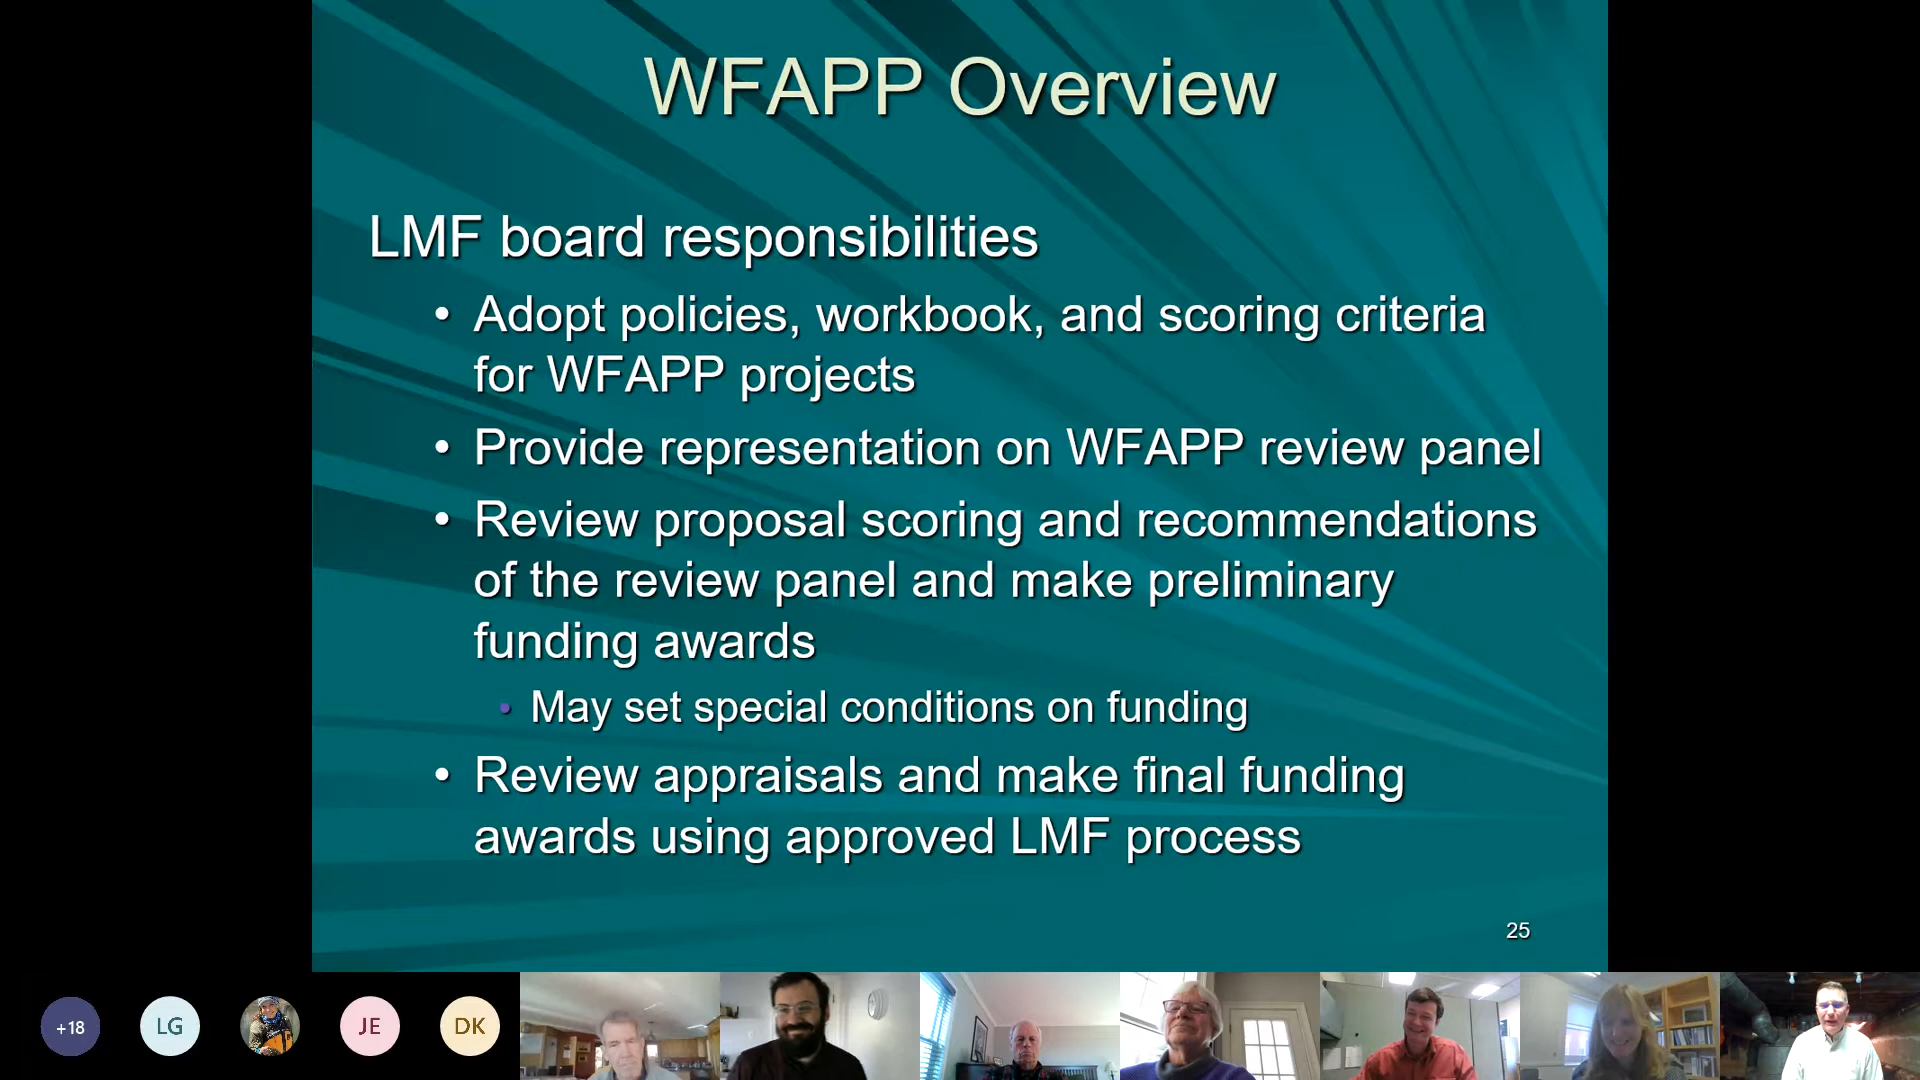 WFAPP Overview
LMF board responsibilities
• Adopt policies, workbook, and scoring criteria
for WFAPP projects
• Provide representation on WFAPP review panel
• Review proposal scoring and recommendations
of the review panel and make preliminary
funding awards
• May set special conditions on funding
• Review appraisals and make final funding
awards using approved LMF process
25
+18
LG
JE
DK